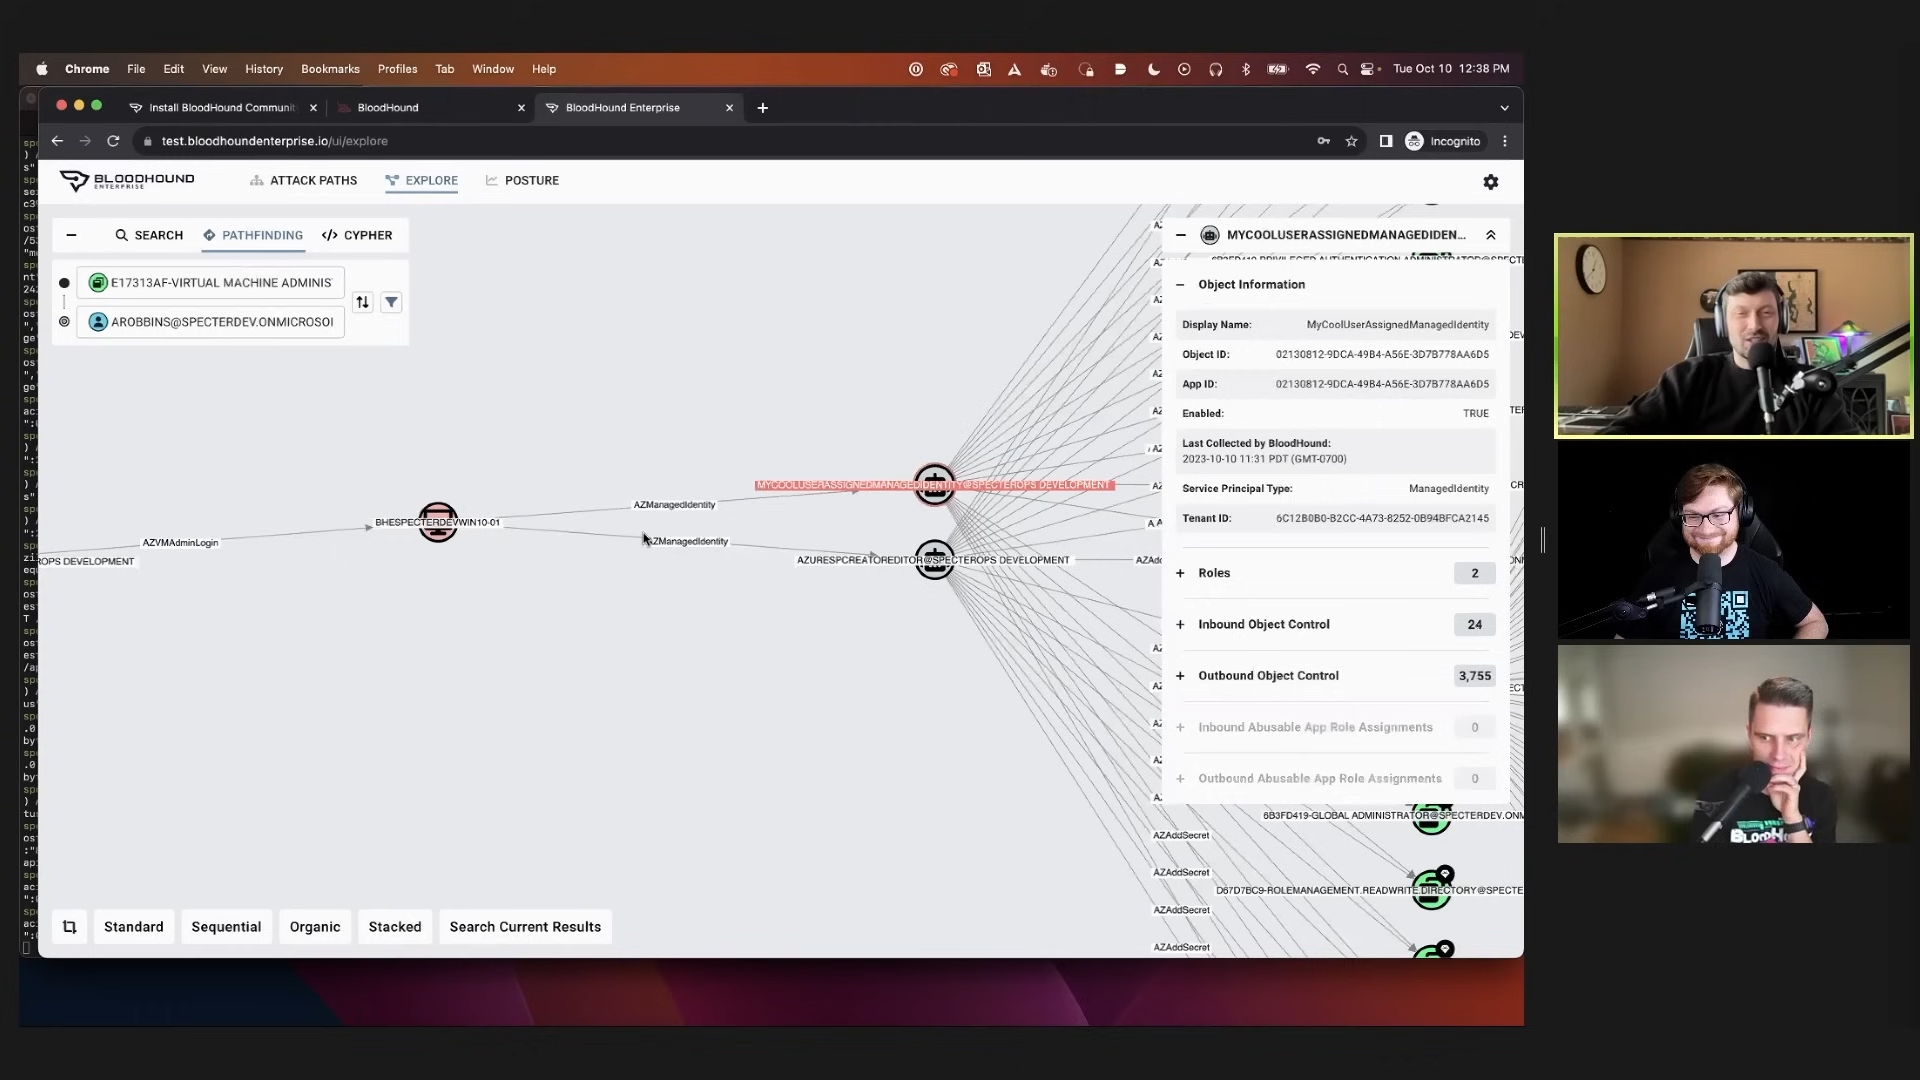 Chrome File Edit View History Bookmarks Profiles Tab Window Help Tue Oct 10 12:38 PM
Install BloodHound Communit BloodHound BloodHound Enterprise
test.bloodhoundenterprise.io/ui/explore Incognito
BLOODHOUND ENTERPRISE ATTACK PATHS EXPLORE POSTURE
SEARCH PATHFINDING CYPHER
E17313AF-VIRTUAL MACHINE ADMINIS
AROBBINS@SPECTERDEV.ONMICROSOI
AZVMAdminLogin
OPS DEVELOPMENT
BHESPECTERDEVWIN10-01
AZManagedIdentity
AZManagedIdentity
MYCOOLUSERASSIGNEDMANAGEDIDENTITY@SPECTEROPS DEVELOPMENT
AZURESPCREATOREDITOR@SPECTEROPS DEVELOPMENT
MYCOOLUSERASSIGNEDMANAGEDIDEN...
Object Information
Display Name: MyCoolUserAssignedManagedIdentity
Object ID: 02130812-9DCA-49B4-A56E-3D7B778AA6D5
App ID: 02130812-9DCA-49B4-A56E-3D7B778AA6D5
Enabled: TRUE
Last Collected by BloodHound:
2023-10-10 11:31 PDT (GMT-0700)
Service Principal Type: ManagedIdentity
Tenant ID: 6C12B0B0-B2CC-4A73-8252-0B94BFCA2145
Roles 2
Inbound Object Control 24
Outbound Object Control 3,755
Inbound Abusable App Role Assignments 0
Outbound Abusable App Role Assignments 0
6B3FD419-GLOBAL ADMINISTRATOR@SPECTERDEV.ONM
AZAddSecret
AZAddSecret
D67D7BC9-ROLEMANAGEMENT.READWRITE.DIRECTORY@SPECTE
AZAddSecret
AZAddSecret
Standard Sequential Organic Stacked Search Current Results